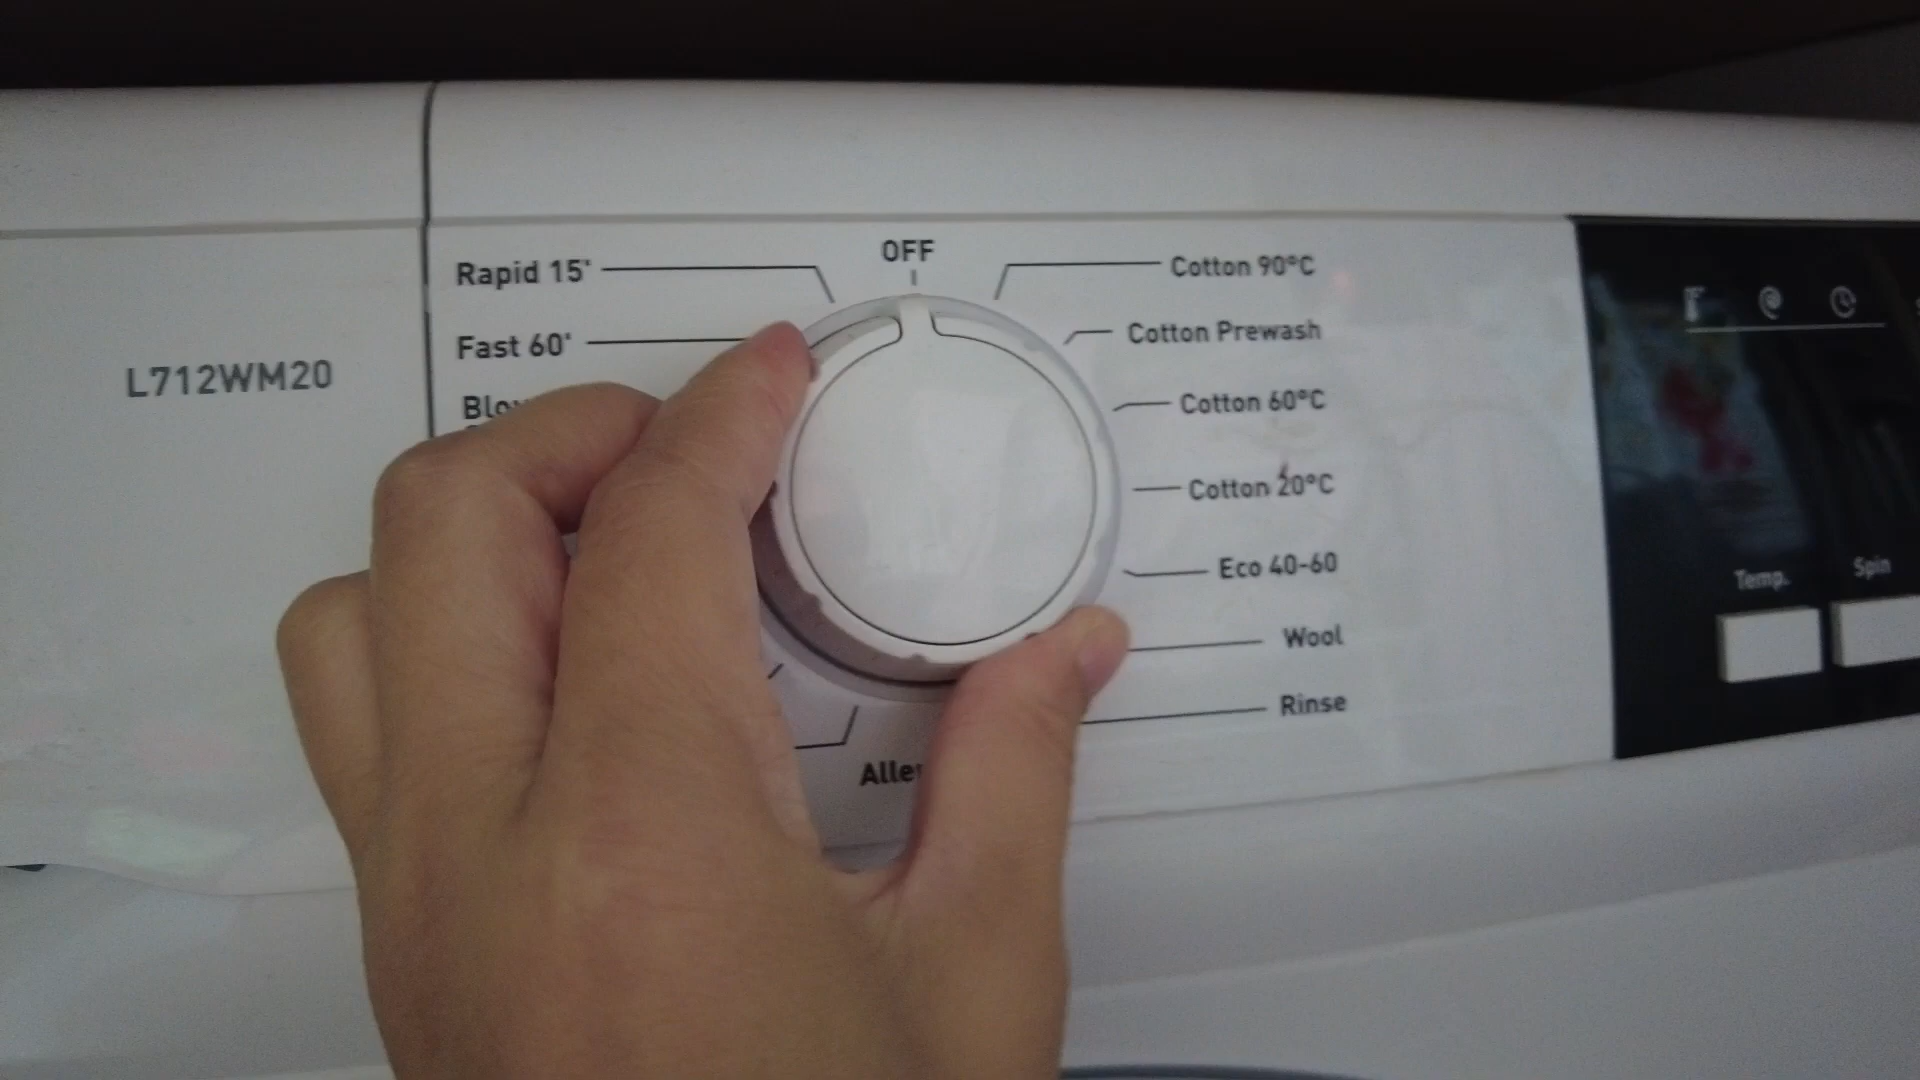 L712WM20
OFF
Rapid 15'
Fast 60'
Cotton 90°C
Cotton Prewash
Cotton 60°C
Cotton 20°C
Eco 40-60
Wool
Rinse
Temp.
Spin